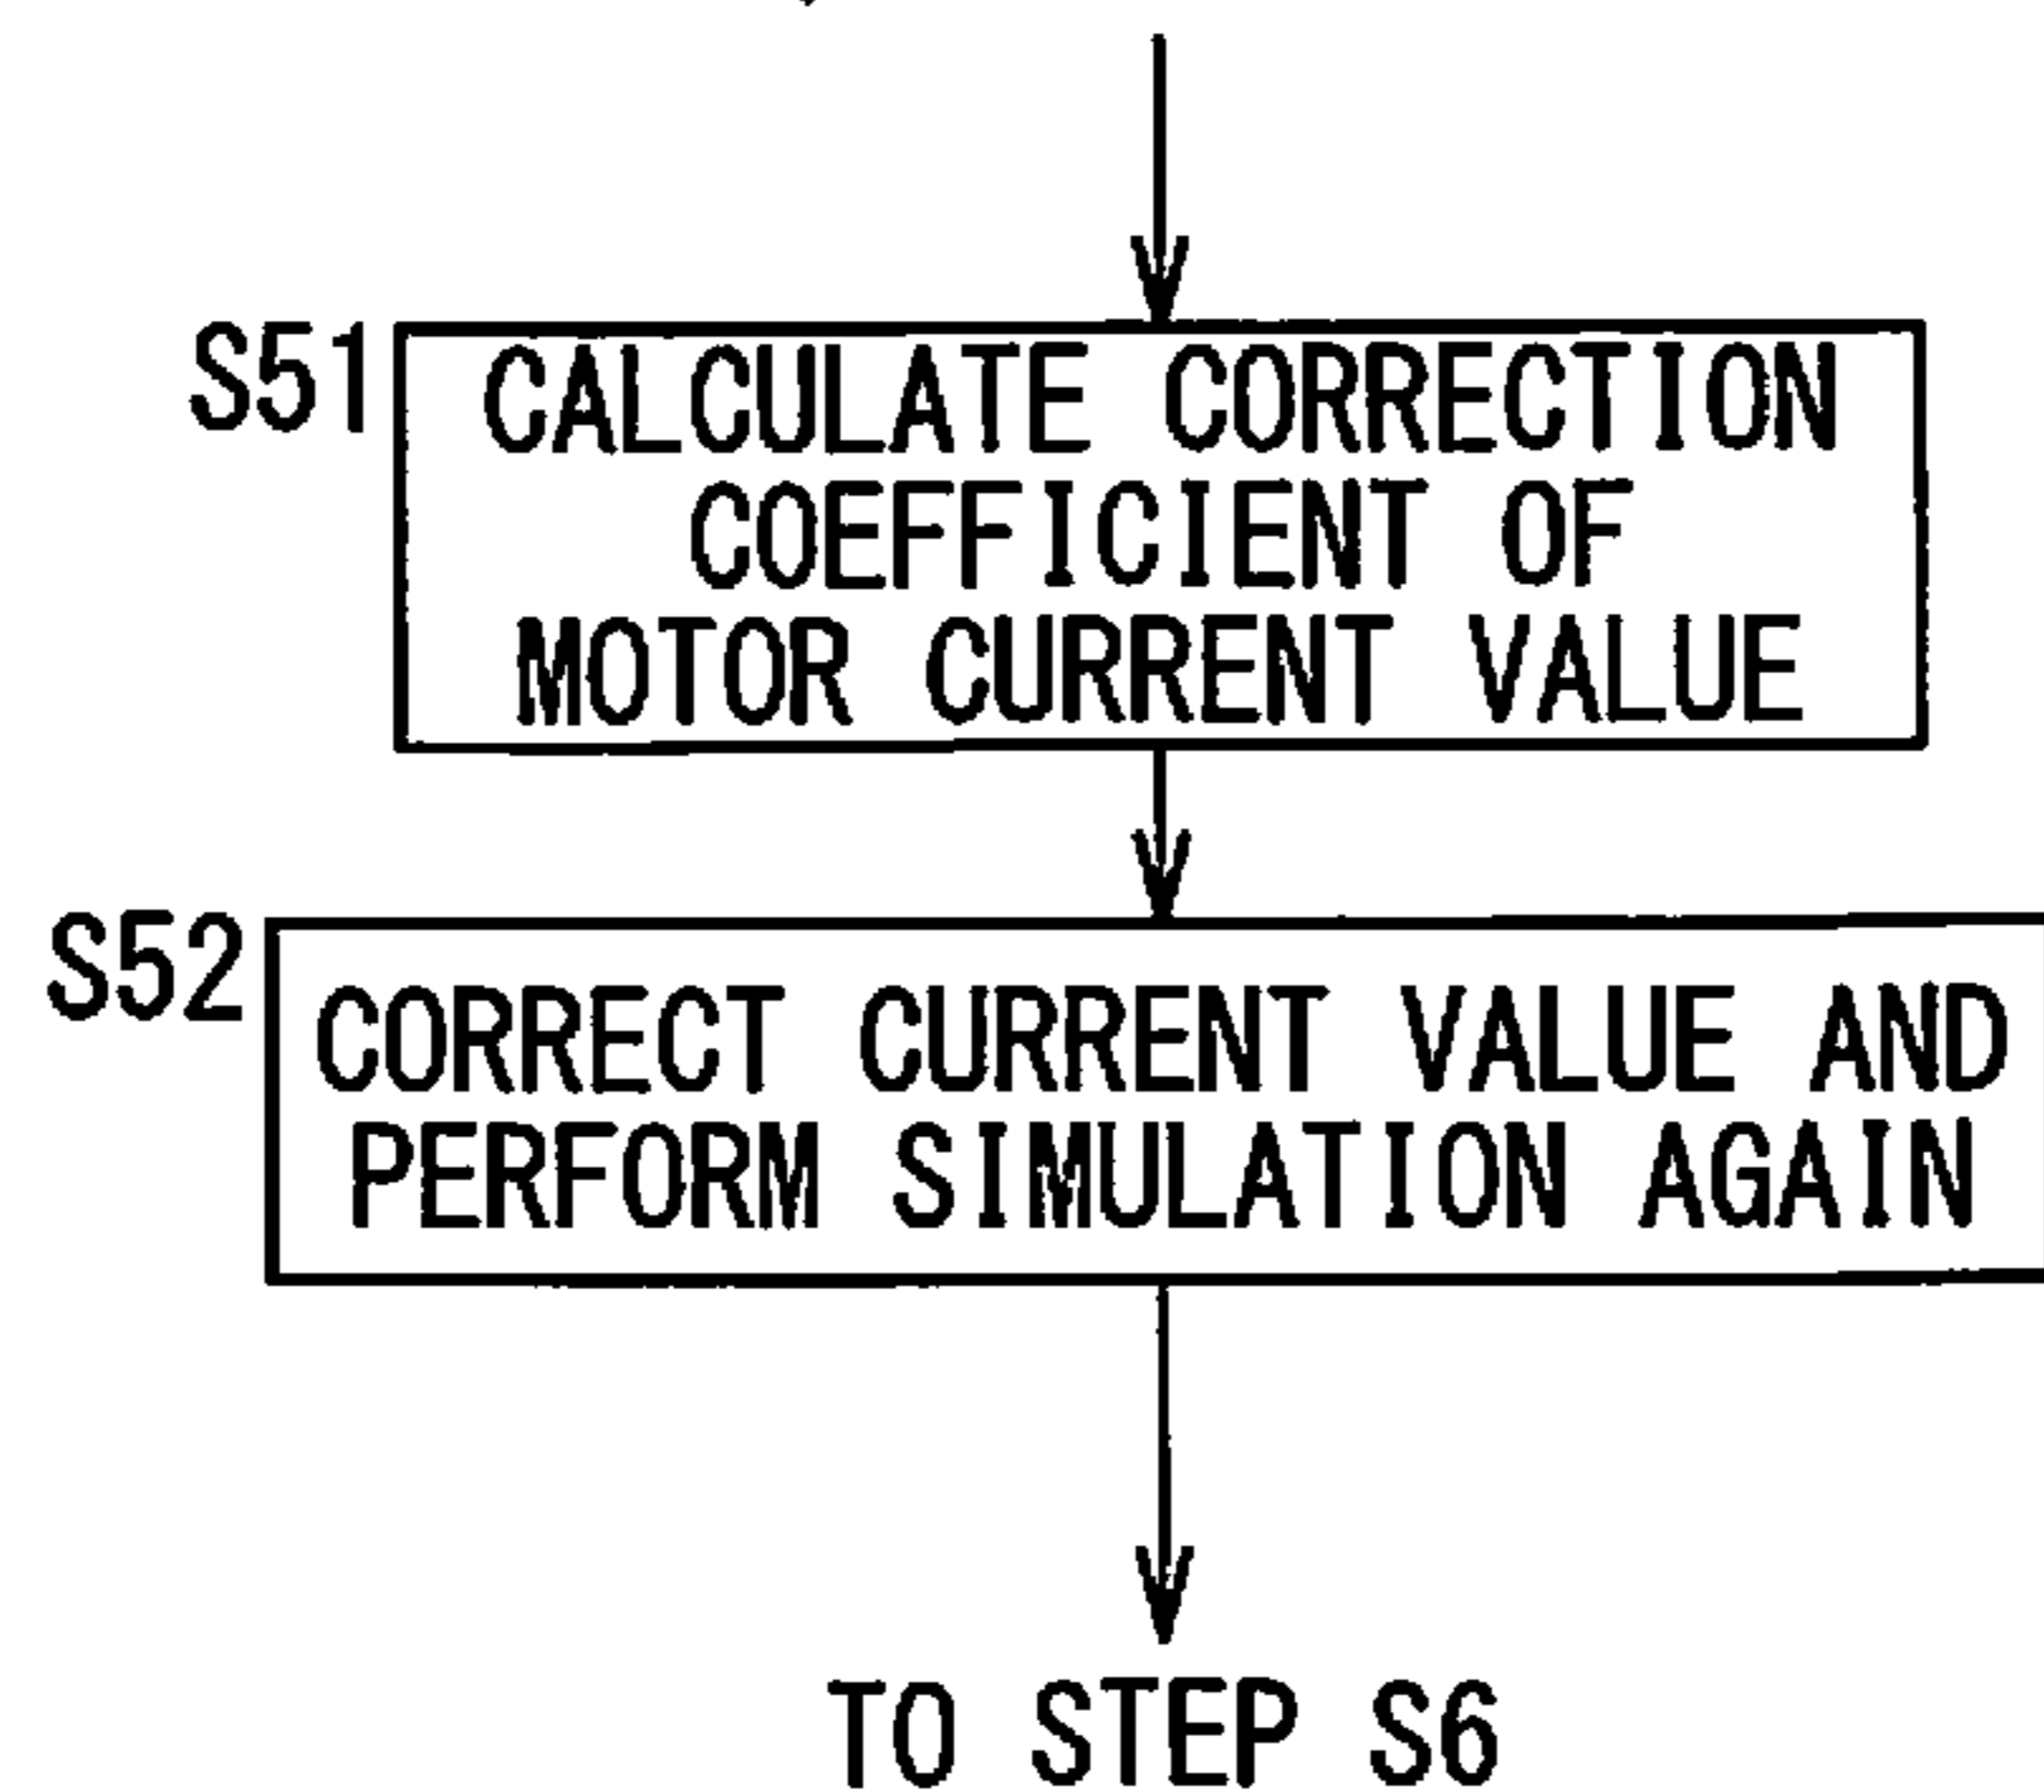 S51
CALCULATE CORRECTION
COEFFICIENT OF
MOTOR CURRENT VALUE
S52
CORRECT CURRENT VALUE AND
PERFORM SIMULATION AGAIN
TO STEP S6